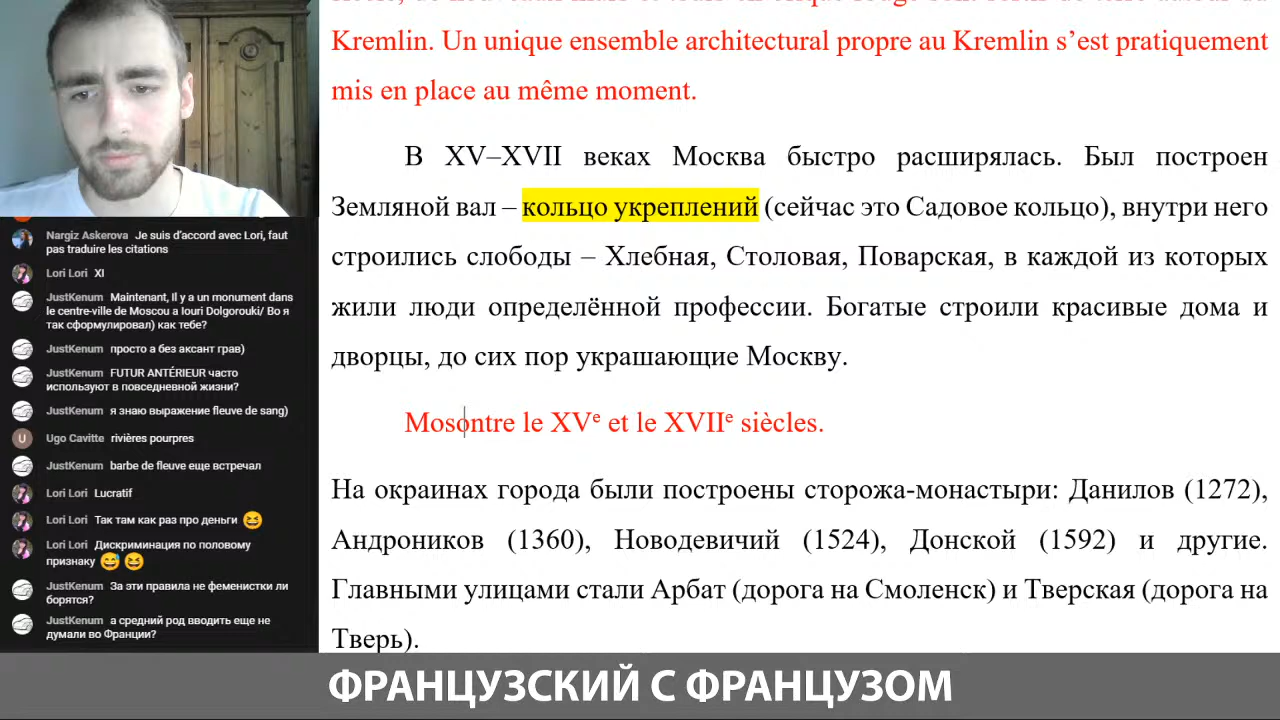 Kremlin. Un unique ensemble architectural propre au Kremlin s’est pratiquement
mis en place au même moment.
В XV–XVII веках Москва быстро расширялась. Был построен
Земляной вал – кольцо укреплений (сейчас это Садовое кольцо), внутри него
строились слободы – Хлебная, Столовая, Поварская, в каждой из которых
жили люди определённой профессии. Богатые строили красивые дома и
дворцы, до сих пор украшающие Москву.
Mosontre le XVe et le XVIIe siècles.
На окраинах города были построены сторожа-монастыри: Данилов (1272),
Андроников (1360), Новодевичий (1524), Донской (1592) и другие.
Главными улицами стали Арбат (дорога на Смоленск) и Тверская (дорога на
Тверь).
Nargiz Askerova Je suis d'accord avec Lori, faut
pas traduire les citations
Lori Lori XI
JustKenum Maintenant, Il y a un monument dans
le centre-ville de Moscou a Iouri Dolgorouki/ Во я
так сформулировал) как тебе?
JustKenum просто а без аксант грав)
JustKenum FUTUR ANTÉRIEUR часто
используют в повседневной жизни?
JustKenum я знаю выражение fleuve de sang)
U Ugo Cavitte rivières pourpres
JustKenum barbe de fleuve еще встречал
Lori Lori Lucratif
Lori Lori Так там как раз про деньги 😆
Lori Lori Дискриминация по половому
признаку 😅 😆
JustKenum За эти правила не феменистки ли
борятся?
JustKenum а средний род вводить еще не
думали во Франции?
ФРАНЦУЗСКИЙ С ФРАНЦУЗОМ